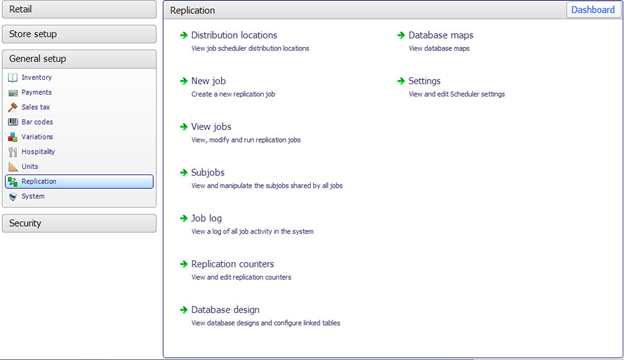 Retail
Store setup
General setup
Inventory
Payments
Sales tax
Bar codes
Variations
Hospitality
Units
Replication
System
Security
Replication
Dashboard
Distribution locations
View job scheduler distribution locations
New job
Create a new replication job
View jobs
View, modify and run replication jobs
Subjobs
View and manipulate the subjobs shared by all jobs
Job log
View a log of all job activity in the system
Replication counters
View and edit replication counters
Database design
View database designs and configure linked tables
Database maps
View database maps
Settings
View and edit Scheduler settings